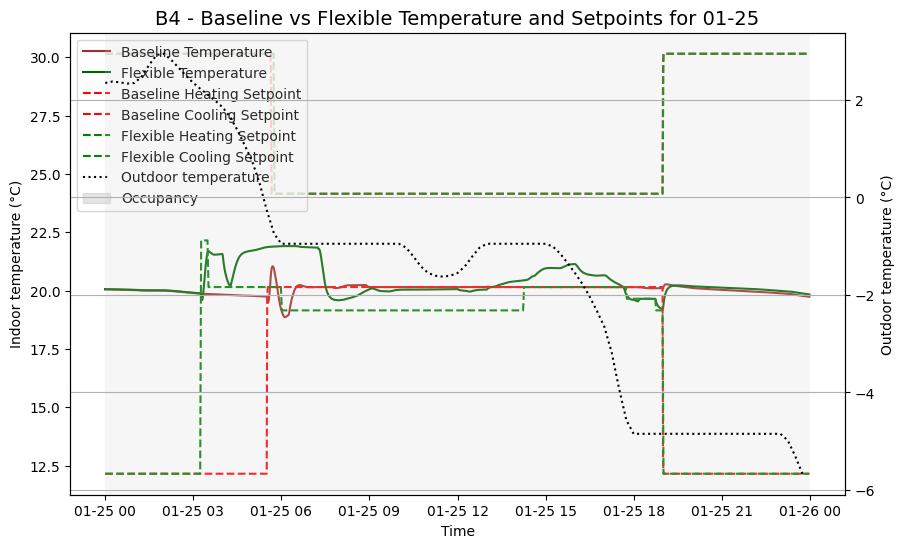 B4 - Baseline vs Flexible Temperature and Setpoints for 01-25
30.0
27.5
25.0
22.5
20.0
17.5
15.0
12.5
Indoor temperature (°C)
Baseline Temperature
Flexible Temperature
Baseline Heating Setpoint
Baseline Cooling Setpoint
Flexible Heating Setpoint
Flexible Cooling Setpoint
Outdoor temperature
Occupancy
2
0
−2
−4
−6
Outdoor temperature (°C)
01-25 00 01-25 03 01-25 06 01-25 09 01-25 12 01-25 15 01-25 18 01-25 21 01-26 00
Time